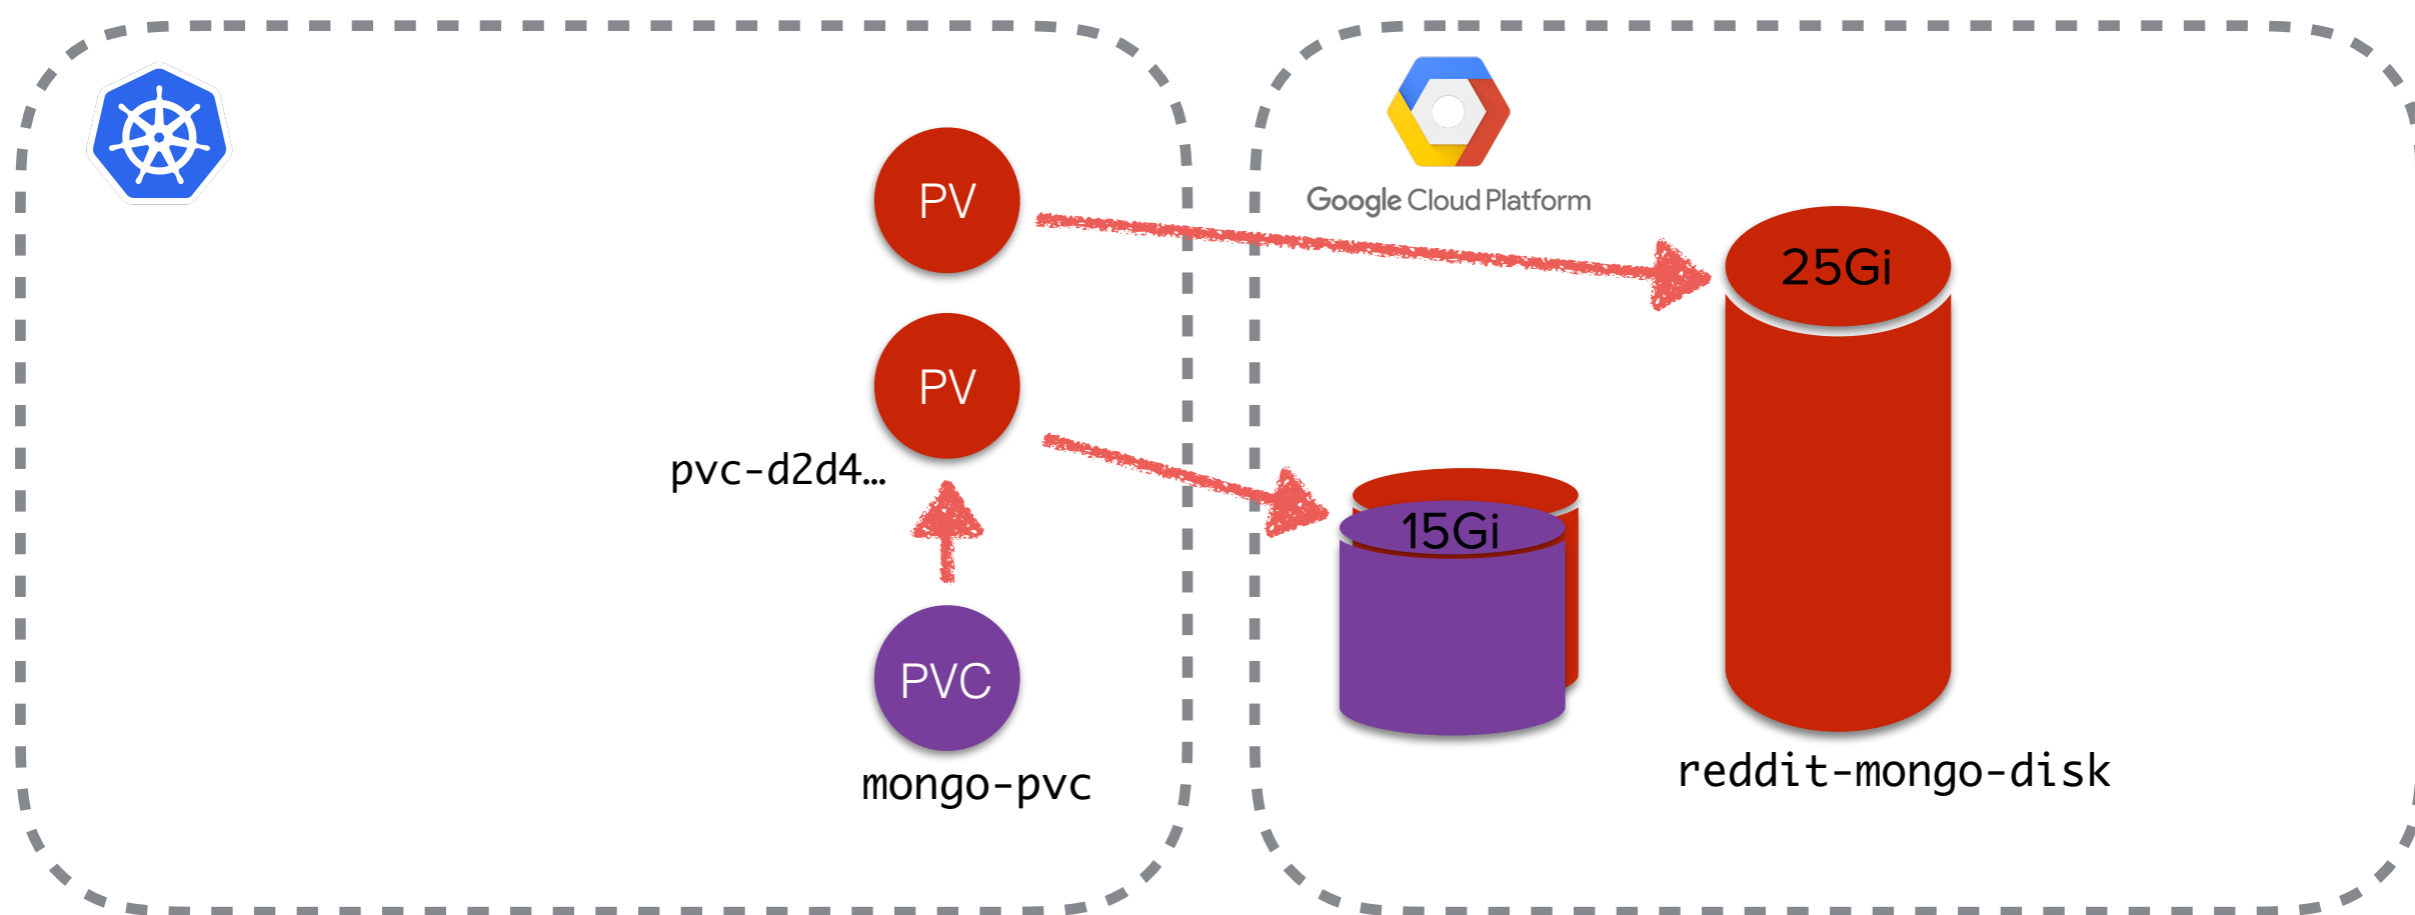 PV
Google Cloud Platform
25Gi
PV
pvc-d2d4…
15Gi
PVC
mongo-pvc
reddit-mongo-disk